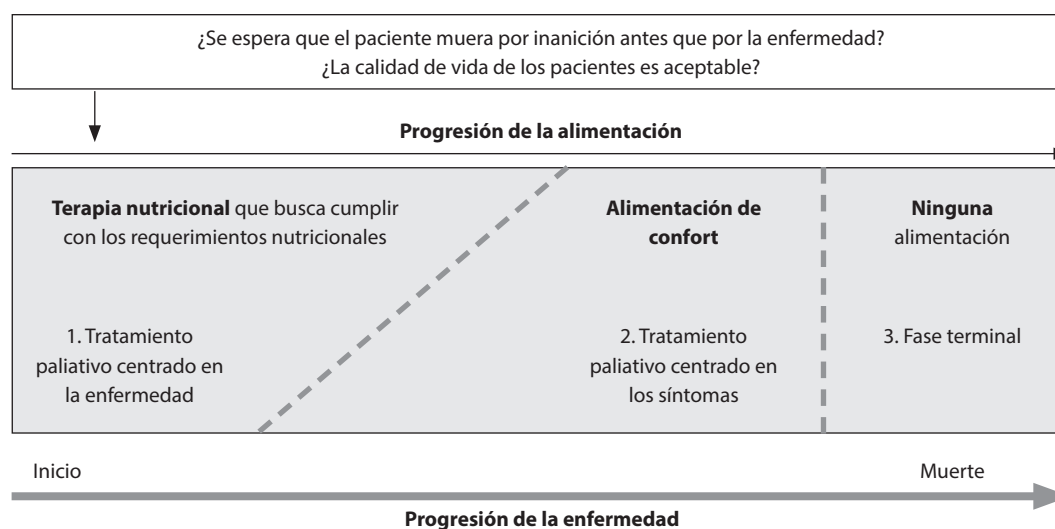 ¿Se espera que el paciente muera por inanición antes que por la enfermedad?
¿La calidad de vida de los pacientes es aceptable?
Progresión de la alimentación
Terapia nutricional que busca cumplir
con los requerimientos nutricionales
Alimentación de
confort
Ninguna
alimentación
1. Tratamiento
paliativo centrado en
la enfermedad
2. Tratamiento
paliativo centrado en
los síntomas
3. Fase terminal
Inicio
Muerte
Progresión de la enfermedad